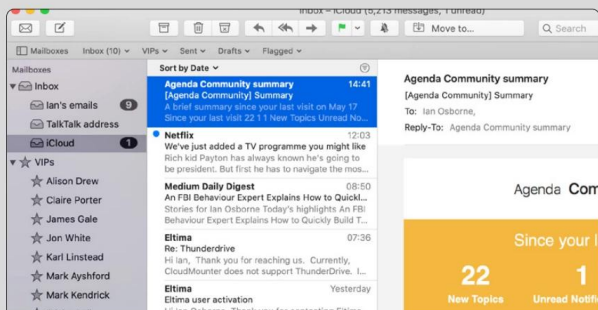 Inbox – iCloud (5,213 messages, 1 unread)
Move to...
Search
Mailboxes
Inbox (10)
VIPs
Sent
Drafts
Flagged
Mailboxes
Inbox
Ian's emails 9
TalkTalk address
iCloud 1
VIPs
Alison Drew
Claire Porter
James Gale
Jon White
Karl Linstead
Mark Ayshford
Mark Kendrick
Sort by Date
Agenda Community summary 14:41
[Agenda Community] Summary
A brief summary since your last visit on May 17
Since your last visit 22 1 1 New Topics Unread No...
Netflix 12:03
We've just added a TV programme you might like
Rich kid Payton has always known he's going to
be president. But first he has to navigate the mos...
Medium Daily Digest 08:50
An FBI Behaviour Expert Explains How to Quickl...
Stories for Ian Osborne Today's highlights An FBI
Behaviour Expert Explains How to Quickly Build T...
Eltima 07:36
Re: Thunderdrive
Hi Ian, Thank you for reaching us. Currently,
CloudMounter does not support ThunderDrive. I...
Eltima Yesterday
Eltima user activation
Agenda Community summary
[Agenda Community] Summary
To: Ian Osborne,
Reply-To: Agenda Community summary
Agenda Com
Since your l
22 1
New Topics Unread Notifi